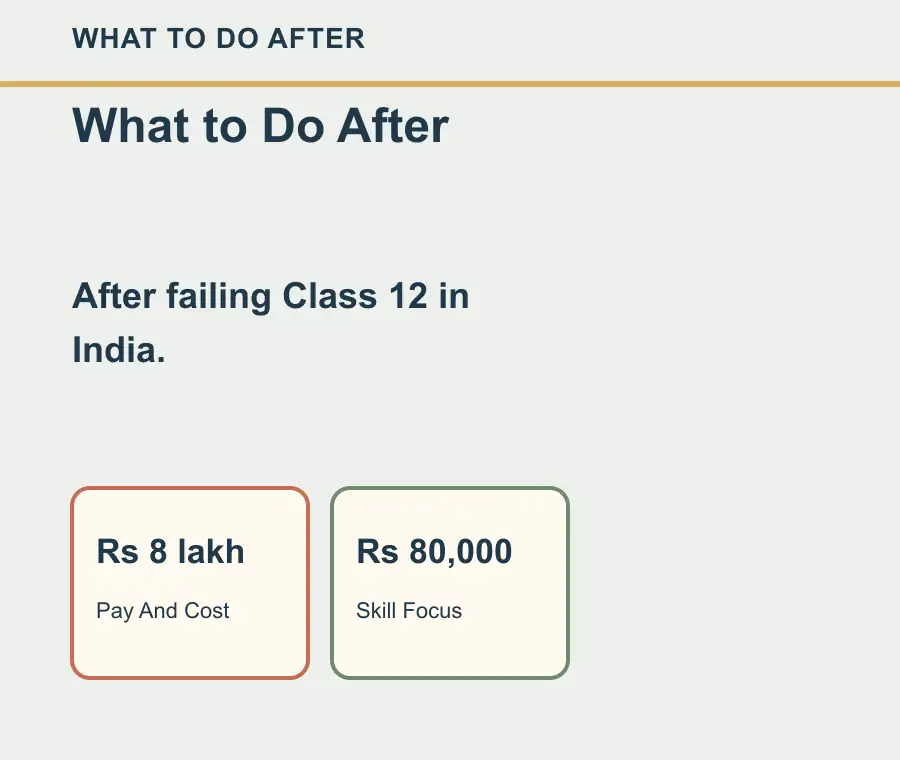 WHAT TO DO AFTER
What to Do After
After failing Class 12 in
India.
Rs 8 lakh
Pay And Cost
Rs 80,000
Skill Focus